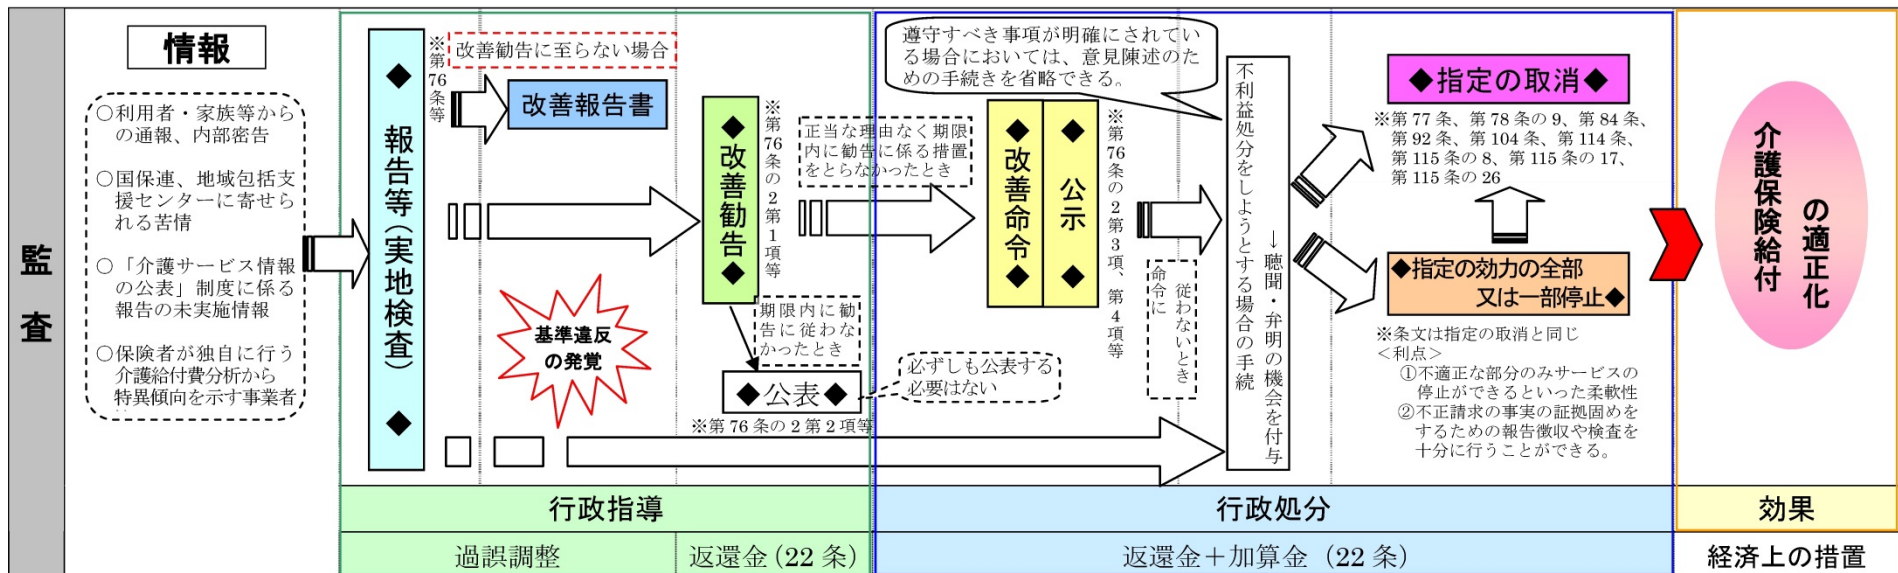 監査
情報
○利用者・家族等から
の通報、内部密告
○国保連、地域包括支
援センターに寄せら
れる苦情
○「介護サービス情報
の公表」制度に係る
報告の未実施情報
○保険者が独自に行う
介護給付費分析から
特異傾向を示す事業者
◆報告等(実地検査)◆
※第76条等
改善勧告に至らない場合
改善報告書
基準違反
の発覚
◆改善勧告◆
※第76条の2第1項等
期限内に勧
告に従わな
かったとき
◆公表◆
※第76条の2第2項等
必ずしも公表する
必要はない
正当な理由なく期限
内に勧告に係る措置
をとらなかったとき
◆改善命令◆
◆公示◆
※第76条の2第3項、第4項等
遵守すべき事項が明確にされてい
る場合においては、意見陳述のた
めの手続きを省略できる。
命令に
従わないとき
不利益処分をしようとする場合の手続
→聴聞・弁明の機会を付与
◆指定の取消◆
※第77条、第78条の9、第84条、
第92条、第104条、第114条、
第115条の8、第115条の17、
第115条の26
◆指定の効力の全部
又は一部停止◆
※条文は指定の取消と同じ
<利点>
①不適正な部分のみサービスの
停止ができるといった柔軟性
②不正請求の事実の証拠固めを
するための報告徴収や検査を
十分に行うことができる。
介護保険給付
の適正化
行政指導
行政処分
効果
過誤調整
返還金(22条)
返還金+加算金(22条)
経済上の措置